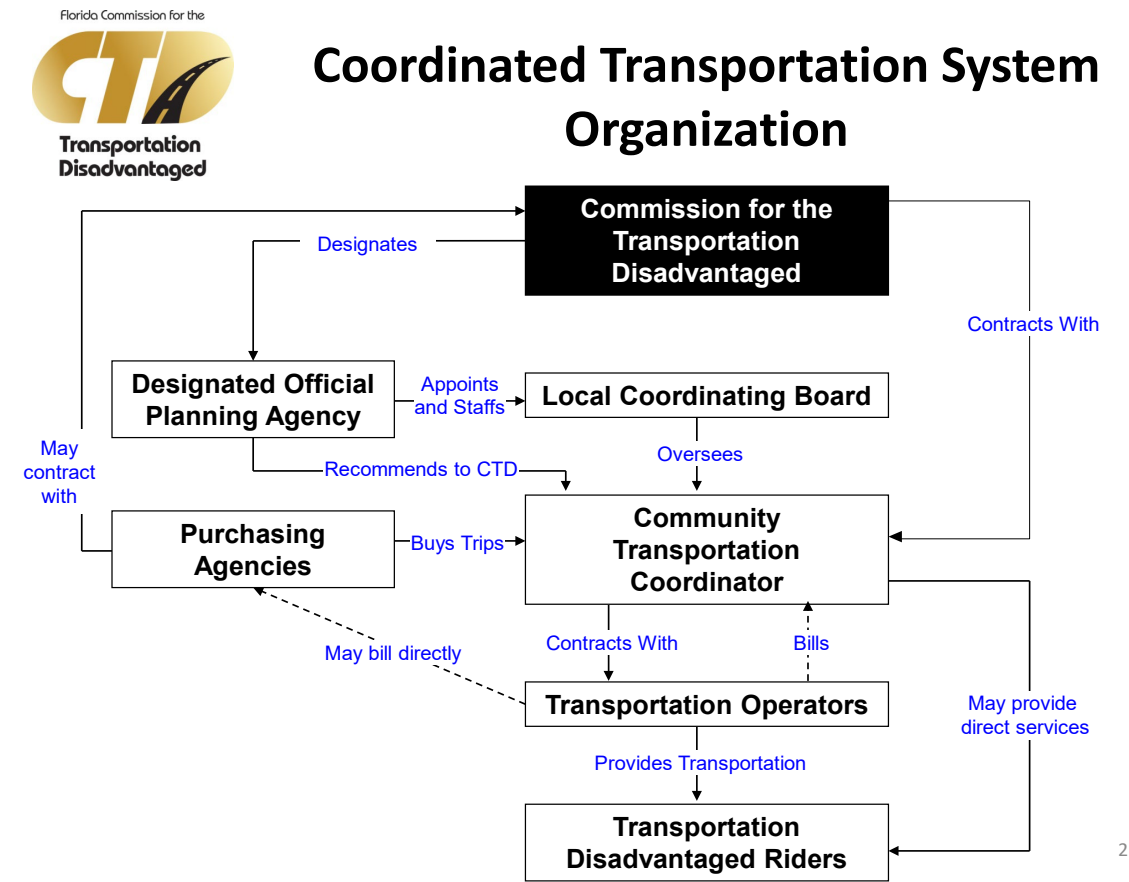 Florida Commission for the
CTD
Transportation
Disadvantaged
Coordinated Transportation System
Organization
Commission for the
Transportation
Disadvantaged
Designates
Contracts With
Designated Official
Planning Agency
Appoints
and Staffs
Local Coordinating Board
May
contract
with
Recommends to CTD
Oversees
Purchasing
Agencies
Buys Trips
Community
Transportation
Coordinator
May bill directly
Contracts With
Bills
Transportation Operators
May provide
direct services
Provides Transportation
Transportation
Disadvantaged Riders
2